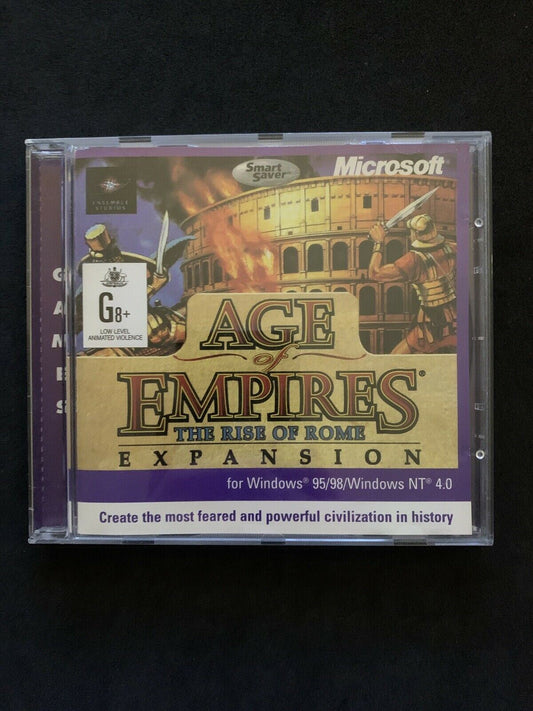 Smart
Saver™
Microsoft®
ENSEMBLE
STUDIOS
G
A
M
E
S
G8+
LOW LEVEL
ANIMATED VIOLENCE
AGE
of
EMPIRES®
THE RISE OF ROME
EXPANSION
for Windows® 95/98/Windows NT® 4.0
Create the most feared and powerful civilization in history